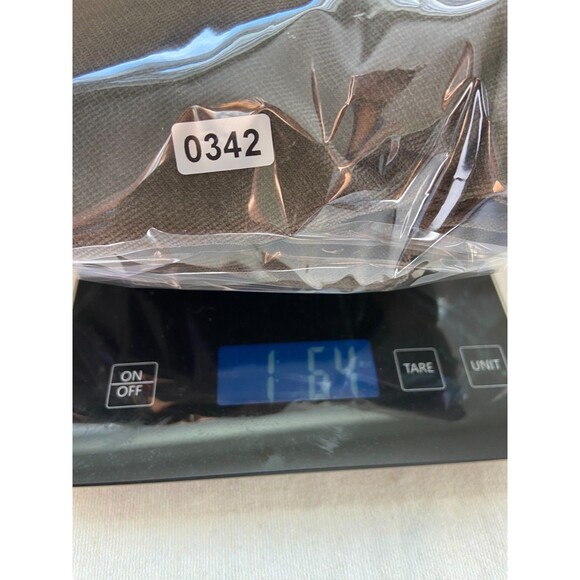 0342
ON
OFF
1 64
TARE
UNIT